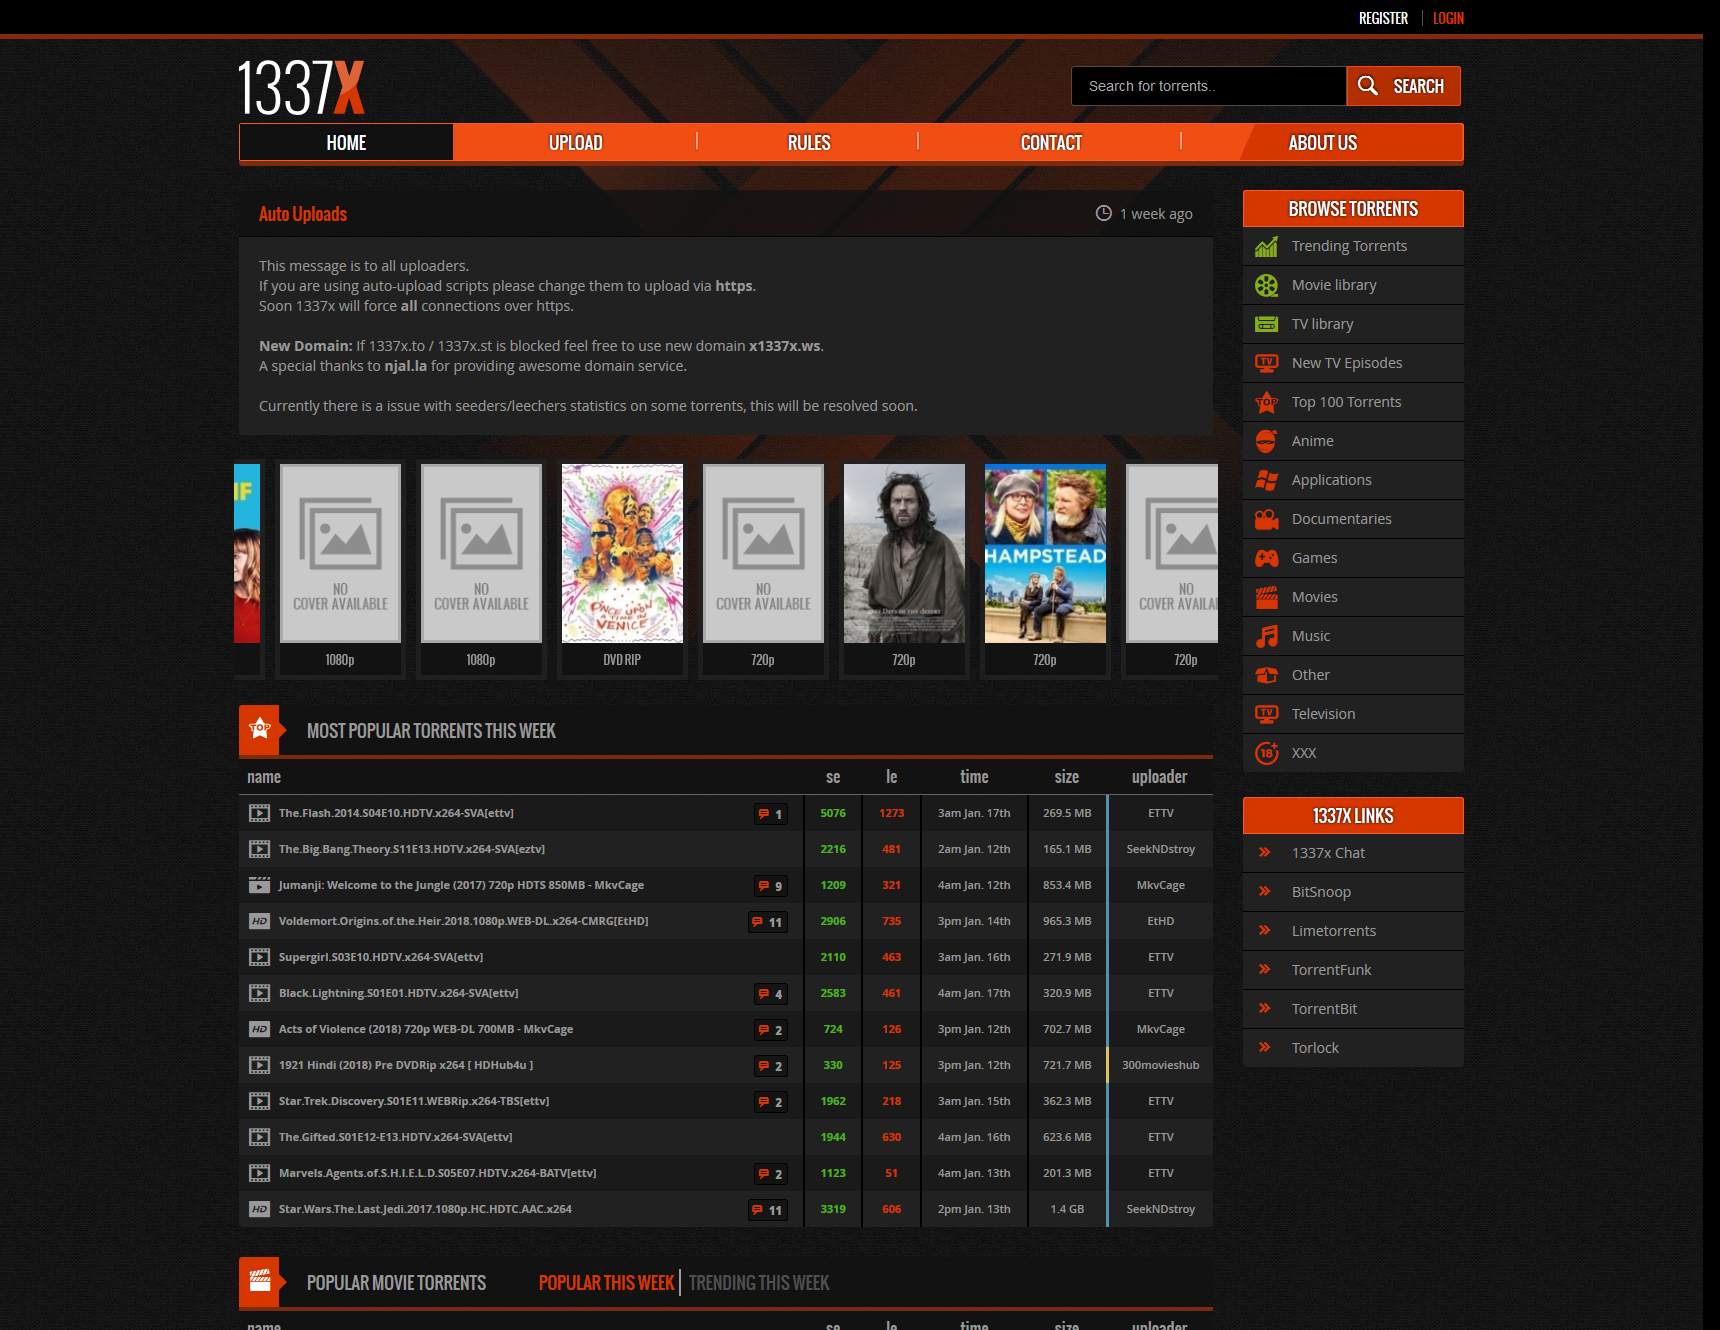 REGISTER LOGIN
1337X
Search for torrents.. SEARCH
HOME UPLOAD RULES CONTACT ABOUT US
Auto Uploads 1 week ago
This message is to all uploaders.
If you are using auto-upload scripts please change them to upload via https.
Soon 1337x will force all connections over https.
New Domain: If 1337x.to / 1337x.st is blocked feel free to use new domain x1337x.ws.
A special thanks to njal.la for providing awesome domain service.
Currently there is a issue with seeders/leechers statistics on some torrents, this will be resolved soon.
NO
COVER AVAILABLE
1080p
NO
COVER AVAILABLE
1080p
ONCE UPON
A TIME IN
VENICE
DVD RIP
NO
COVER AVAILABLE
720p
720p
HAMPSTEAD
720p
NO
COVER AVAILA
720p
TOP MOST POPULAR TORRENTS THIS WEEK
name se le time size uploader
The.Flash.2014.S04E10.HDTV.x264-SVA[ettv] 1 5076 1273 3am Jan. 17th 269.5 MB ETTV
The.Big.Bang.Theory.S11E13.HDTV.x264-SVA[eztv] 2216 481 2am Jan. 12th 165.1 MB SeekNDstroy
Jumanji: Welcome to the Jungle (2017) 720p HDTS 850MB - MkvCage 9 1209 321 4am Jan. 12th 853.4 MB MkvCage
HD Voldemort.Origins.of.the.Heir.2018.1080p.WEB-DL.x264-CMRG[EtHD] 11 2906 735 3pm Jan. 14th 965.3 MB EtHD
Supergirl.S03E10.HDTV.x264-SVA[ettv] 2110 463 3am Jan. 16th 271.9 MB ETTV
Black.Lightning.S01E01.HDTV.x264-SVA[ettv] 4 2583 461 4am Jan. 17th 320.9 MB ETTV
HD Acts of Violence (2018) 720p WEB-DL 700MB - MkvCage 2 724 126 3pm Jan. 12th 702.7 MB MkvCage
1921 Hindi (2018) Pre DVDRip x264 [ HDHub4u ] 2 330 125 3pm Jan. 12th 721.7 MB 300movieshub
Star.Trek.Discovery.S01E11.WEBRip.x264-TBS[ettv] 2 1962 218 3am Jan. 15th 362.3 MB ETTV
The.Gifted.S01E12-E13.HDTV.x264-SVA[ettv] 1944 630 4am Jan. 16th 623.6 MB ETTV
Marvels.Agents.of.S.H.I.E.L.D.S05E07.HDTV.x264-BATV[ettv] 2 1123 51 4am Jan. 13th 201.3 MB ETTV
HD Star.Wars.The.Last.Jedi.2017.1080p.HC.HDTC.AAC.x264 11 3319 606 2pm Jan. 13th 1.4 GB SeekNDstroy
POPULAR MOVIE TORRENTS POPULAR THIS WEEK TRENDING THIS WEEK
name se le time size uploader
BROWSE TORRENTS
Trending Torrents
Movie library
TV library
TV New TV Episodes
TOP Top 100 Torrents
Anime
Applications
Documentaries
Games
Movies
Music
Other
TV Television
18+ XXX
1337X LINKS
1337x Chat
BitSnoop
Limetorrents
TorrentFunk
TorrentBit
Torlock